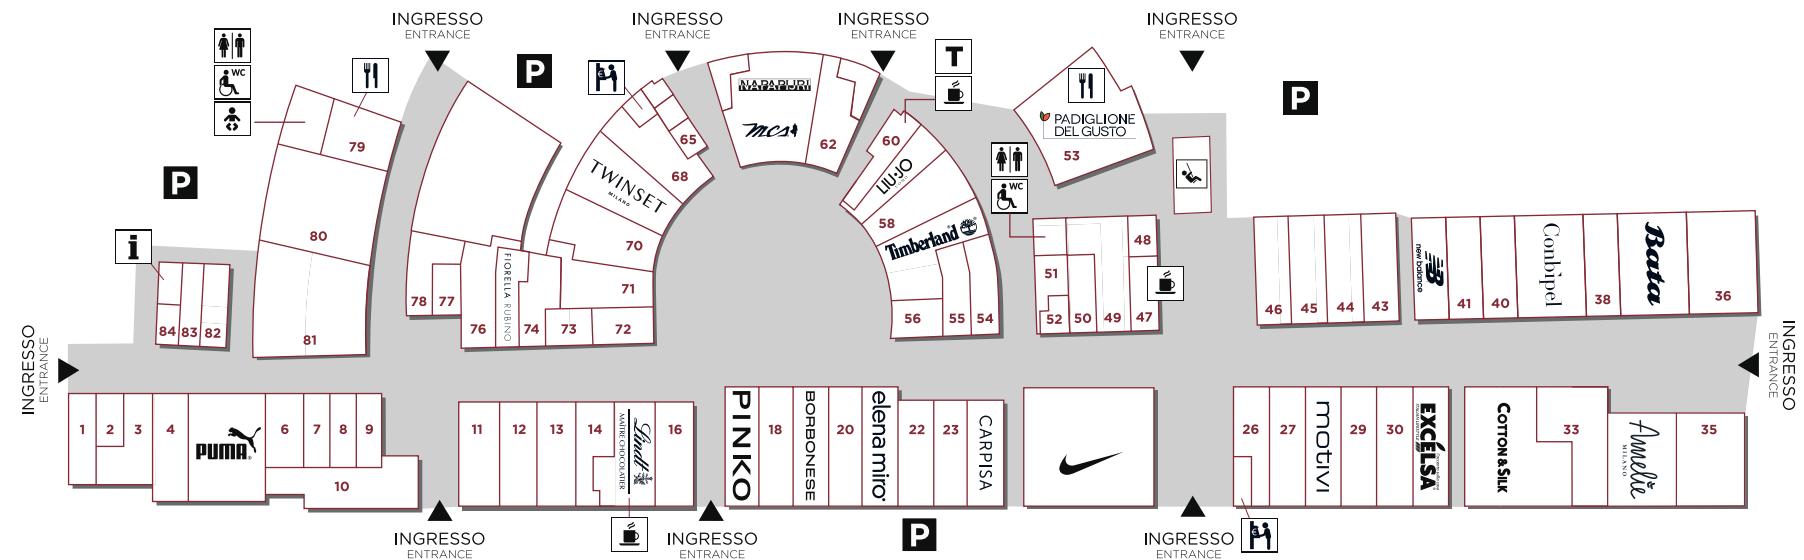 INGRESSO
ENTRANCE
INGRESSO
ENTRANCE
INGRESSO
ENTRANCE
INGRESSO
ENTRANCE
WC
P
T
P
NAPAPIJRI
mcs
62
65
68
TWINSET
MILANO
70
71
72
73
74
FIORELLA RUBINO
76
77
78
79
80
81
P
i
84
83
82
60
LIU·JO
58
Timberland
56
55
54
PADIGLIONE
DEL GUSTO
53
WC
48
51
52
50
49
47
46
45
44
43
new balance
41
40
Conbipel
38
Bata
36
INGRESSO
ENTRANCE
INGRESSO
ENTRANCE
1
2
3
4
PUMA
6
7
8
9
10
11
12
13
14
Lindt
MAÎTRE CHOCOLATIER
16
PINKO
18
BORBONESE
20
elena mirò
22
23
CARPISA
26
27
motivi
29
30
EXCELSA
COTTON & SILK
33
Amelie
MILANO
35
INGRESSO
ENTRANCE
INGRESSO
ENTRANCE
P
INGRESSO
ENTRANCE